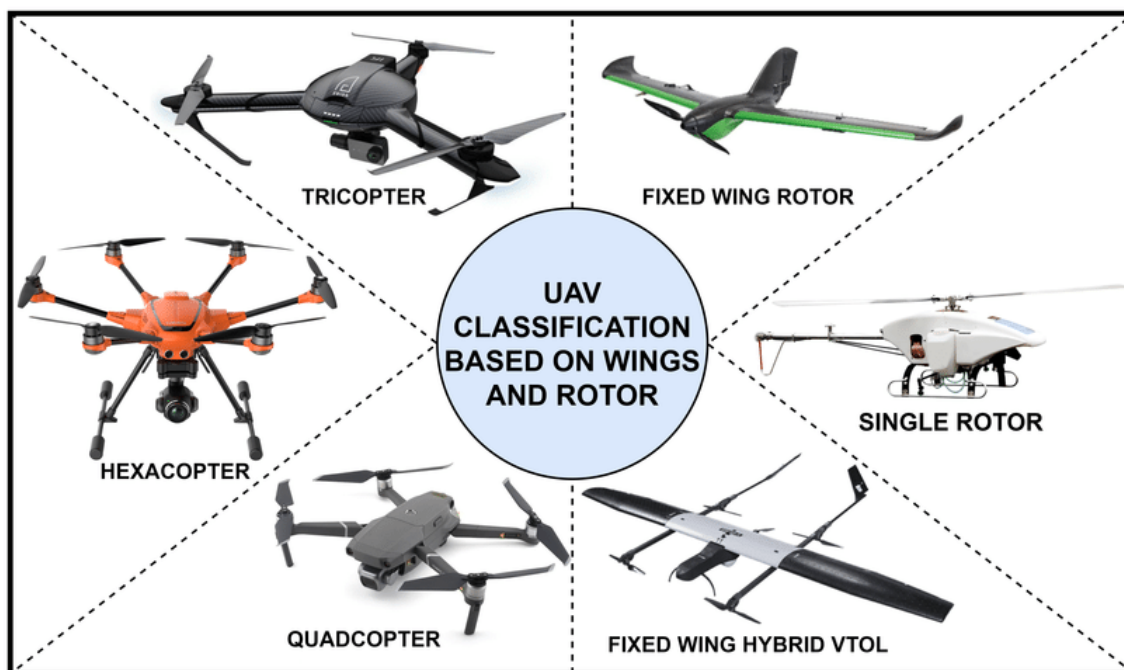 TRICOPTER
FIXED WING ROTOR
UAV
CLASSIFICATION
BASED ON WINGS
AND ROTOR
HEXACOPTER
SINGLE ROTOR
QUADCOPTER
FIXED WING HYBRID VTOL